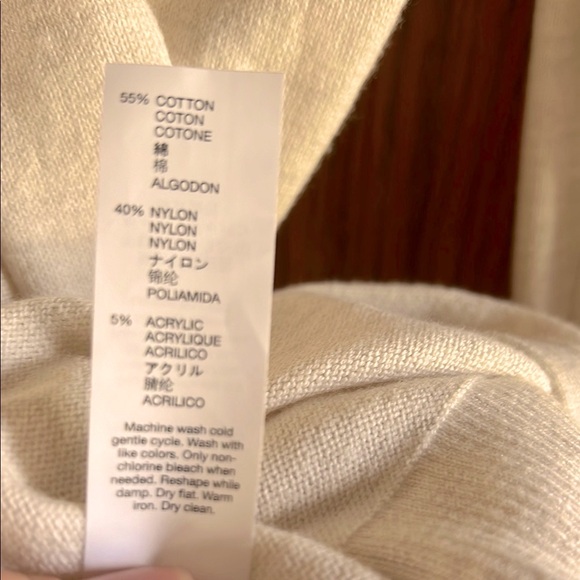 55% COTTON
COTON
COTONE
綿
棉
ALGODON
40% NYLON
NYLON
NYLON
ナイロン
锦纶
POLIAMIDA
5% ACRYLIC
ACRYLIQUE
ACRILICO
アクリル
腈纶
ACRILICO
Machine wash cold
gentle cycle. Wash with
like colors. Only non-
chlorine bleach when
needed. Reshape while
damp. Dry flat. Warm
iron. Dry clean.